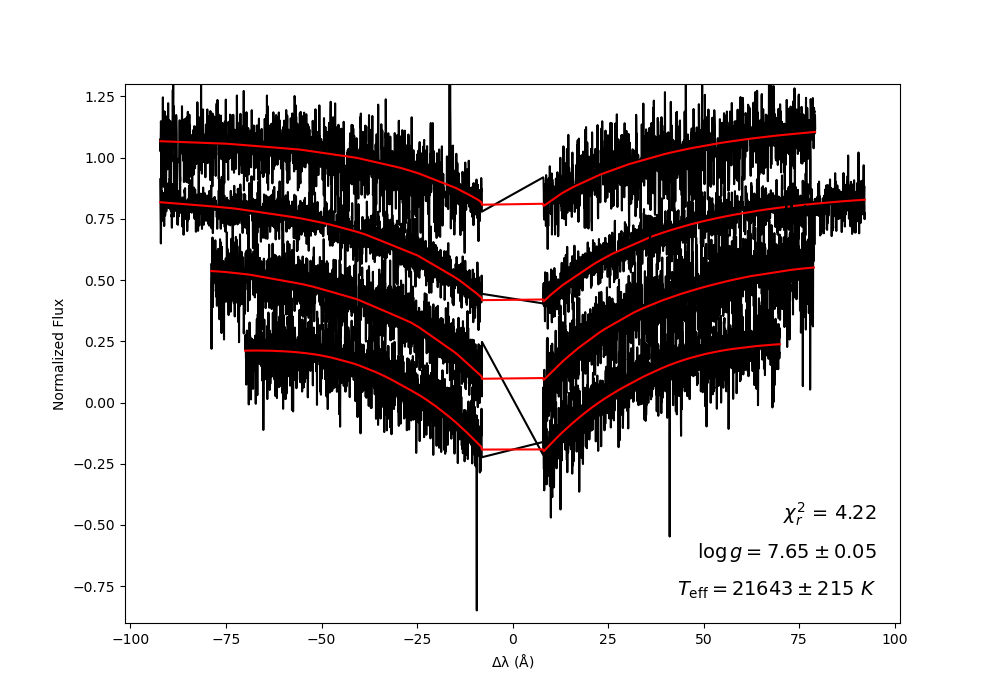 1.25
1.00
0.75
0.50
0.25
0.00
−0.25
−0.50
−0.75
Normalized Flux
χ²ᵣ = 4.22
log g = 7.65 ± 0.05
T_eff = 21643 ± 215 K
−100 −75 −50 −25 0 25 50 75 100
Δλ (Å)